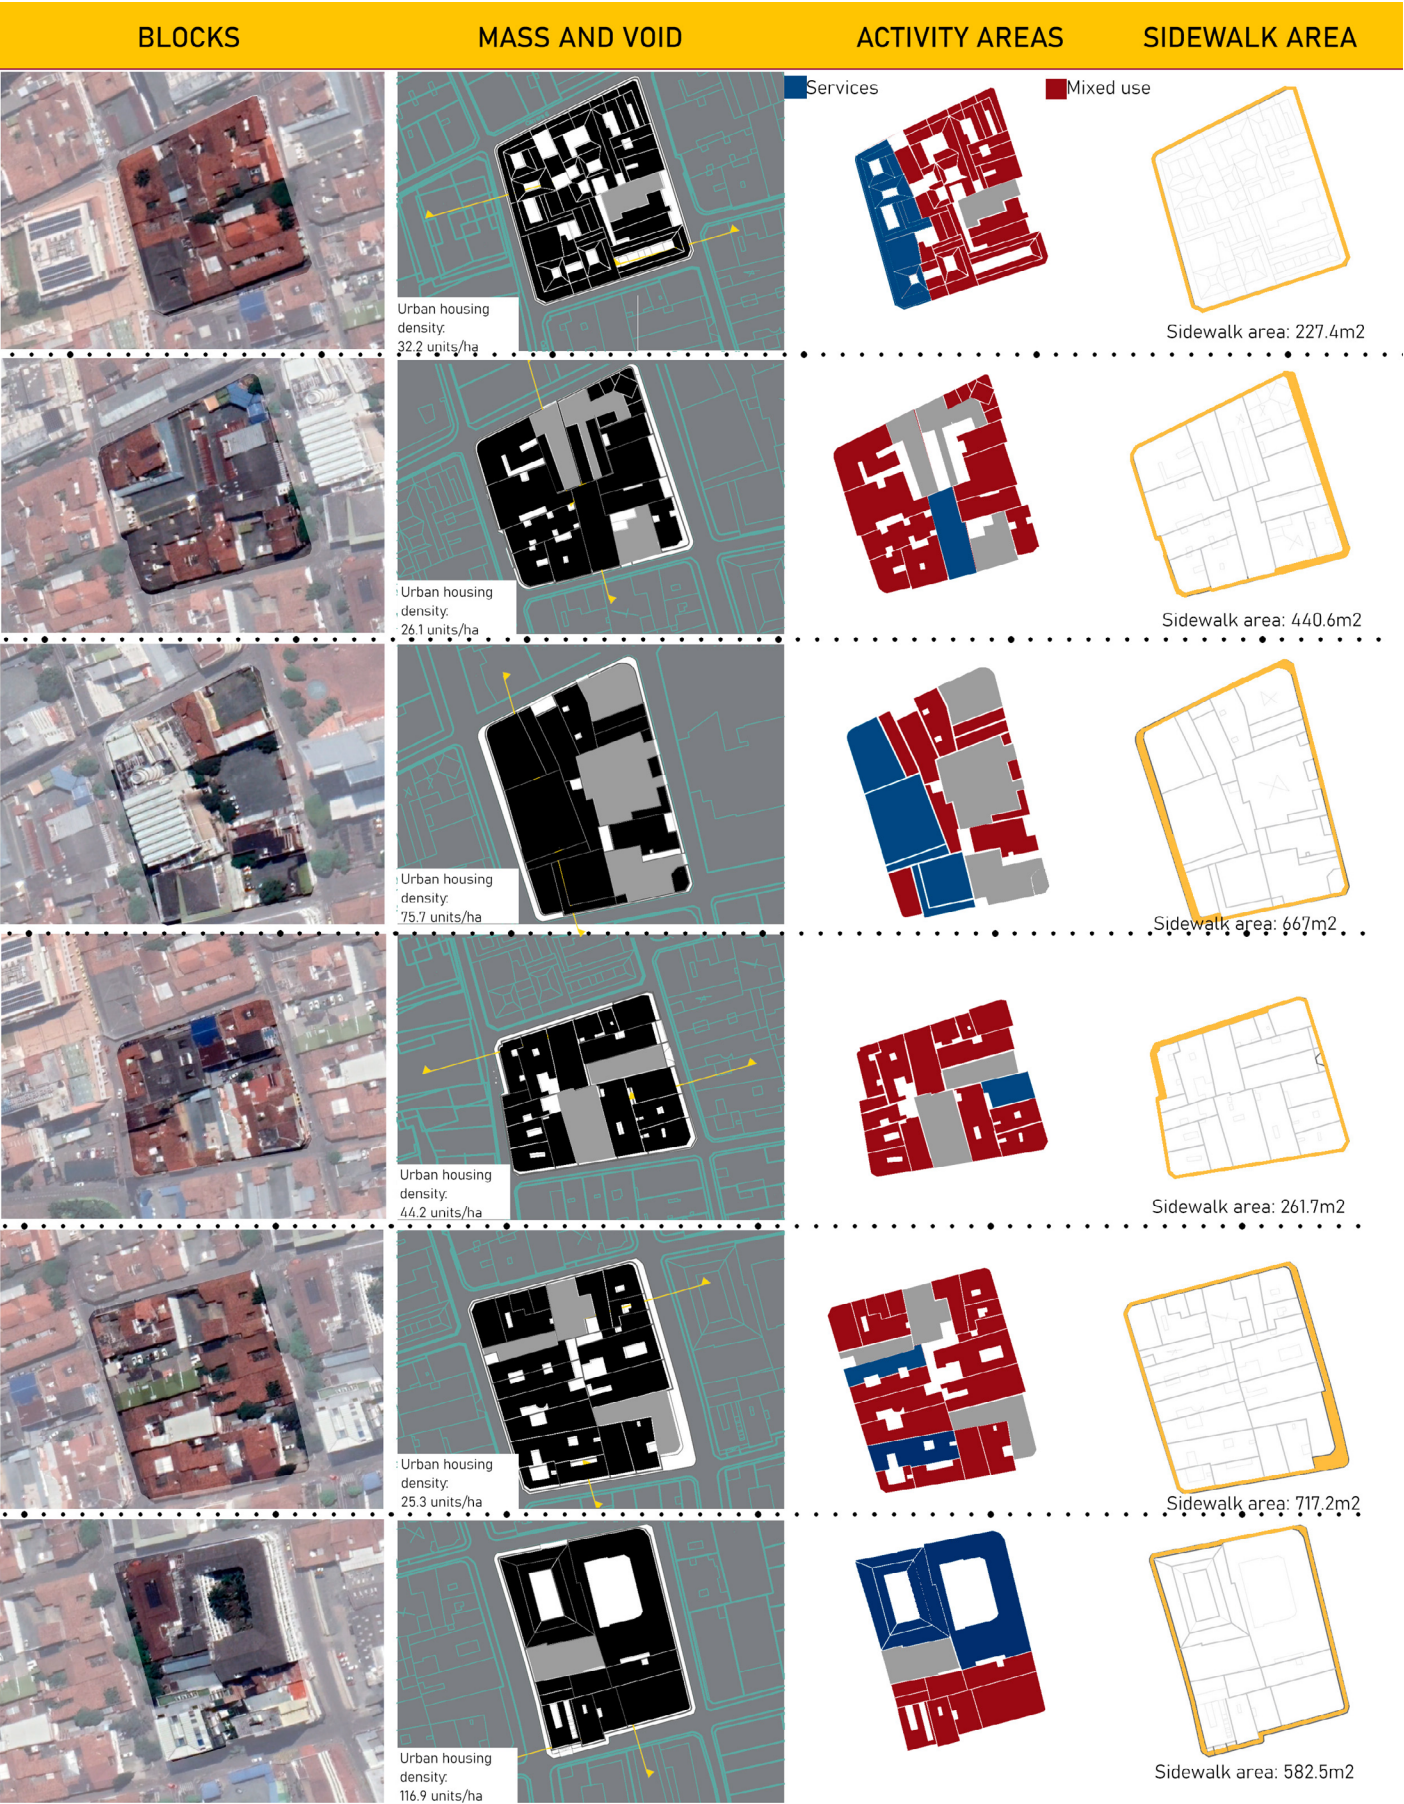 BLOCKS
MASS AND VOID
ACTIVITY AREAS
SIDEWALK AREA
Services
Mixed use
Urban housing
density:
32.2 units/ha
Sidewalk area: 227.4m2
Urban housing
density:
26.1 units/ha
Sidewalk area: 440.6m2
Urban housing
density:
75.7 units/ha
Sidewalk area: 667m2
Urban housing
density:
44.2 units/ha
Sidewalk area: 261.7m2
Urban housing
density:
25.3 units/ha
Sidewalk area: 717.2m2
Urban housing
density:
116.9 units/ha
Sidewalk area: 582.5m2